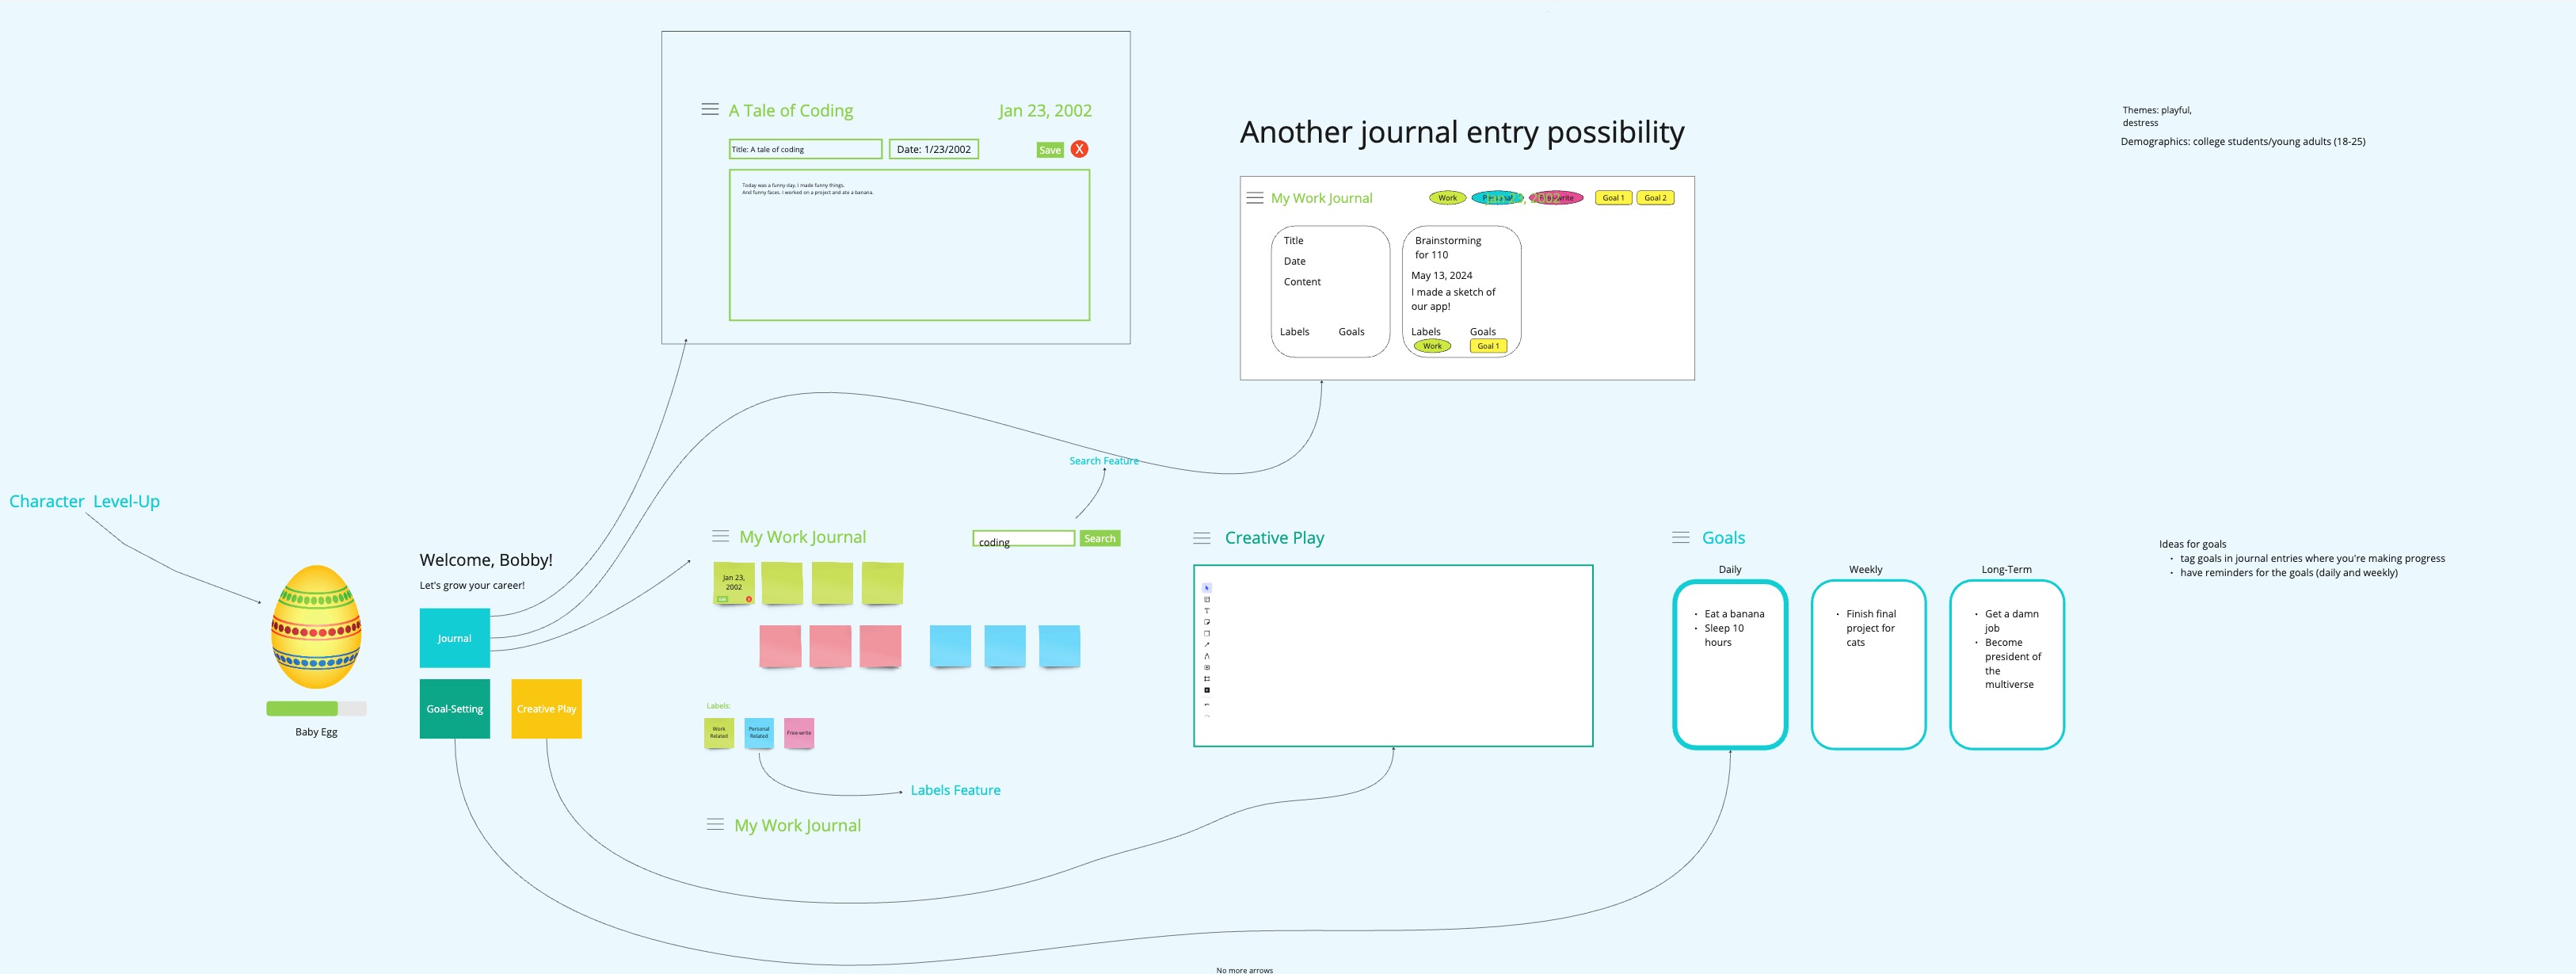 A Tale of Coding
Jan 23, 2002
Title: A tale of coding
Date: 1/23/2002
Save
X
Today was a funny day. I made funny things.
And funny faces. I worked on a project and ate a banana.
Another journal entry possibility
My Work Journal
Work
Goal 1
Goal 2
Title
Date
Content
Labels
Goals
Brainstorming
for 110
May 13, 2024
I made a sketch of
our app!
Labels
Goals
Work
Goal 1
Themes: playful,
destress
Demographics: college students/young adults (18-25)
Character Level-Up
Baby Egg
Welcome, Bobby!
Let's grow your career!
Journal
Goal-Setting
Creative Play
Search Feature
My Work Journal
coding
Search
Jan 23,
2002
Labels:
Work
Related
Personal
Related
Free-write
Labels Feature
My Work Journal
Creative Play
Goals
Daily
Weekly
Long-Term
• Eat a banana
• Sleep 10
hours
• Finish final
project for
cats
• Get a damn
job
• Become
president of
the
multiverse
Ideas for goals
• tag goals in journal entries where you're making progress
• have reminders for the goals (daily and weekly)
No more arrows